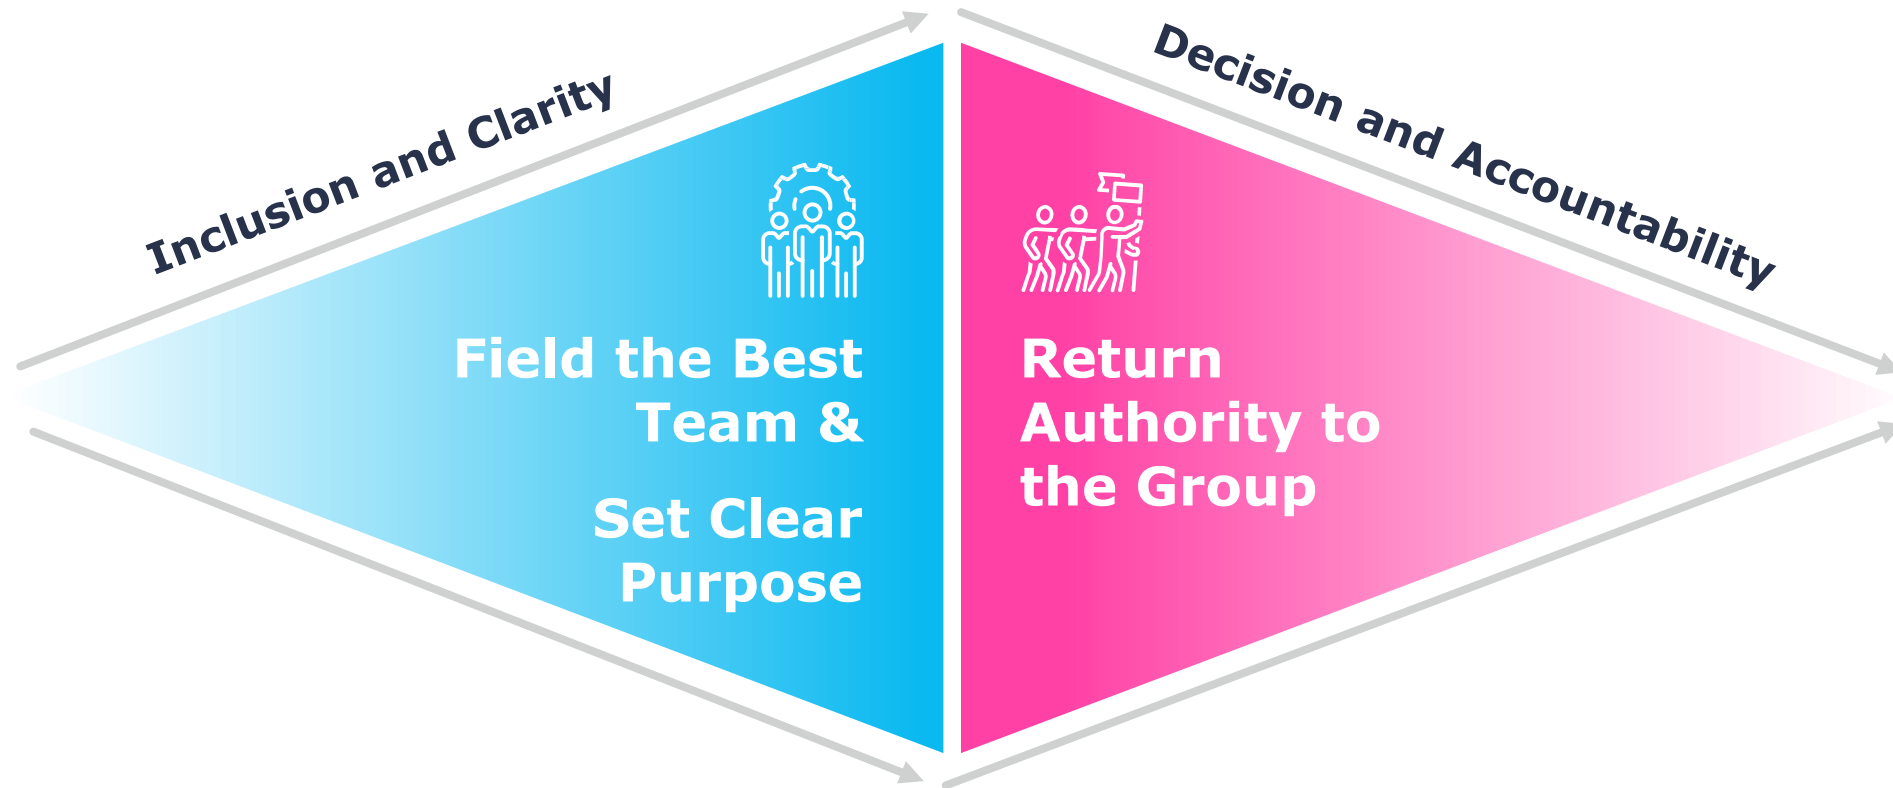 Inclusion and Clarity
Decision and Accountability
Field the Best
Team &
Set Clear
Purpose
Return
Authority to
the Group